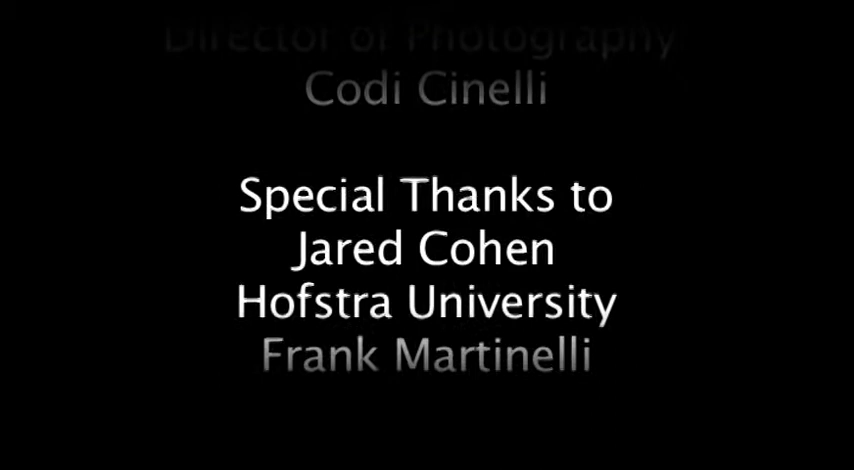 Director of Photography
Codi Cinelli
Special Thanks to
Jared Cohen
Hofstra University
Frank Martinelli